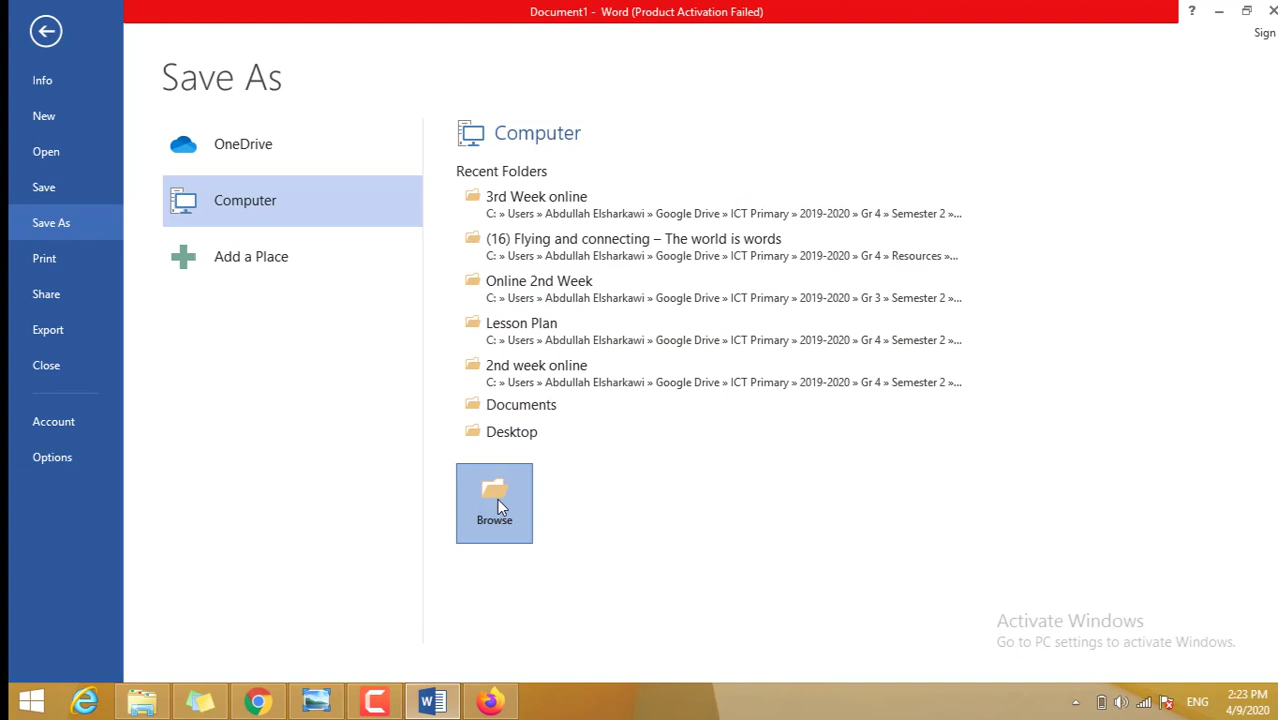 Document1 - Word (Product Activation Failed)
?
Sign
Info
New
Open
Save
Save As
Print
Share
Export
Close
Account
Options
Save As
OneDrive
Computer
Add a Place
Computer
Recent Folders
3rd Week online
C: » Users » Abdullah Elsharkawi » Google Drive » ICT Primary » 2019-2020 » Gr 4 » Semester 2 »...
(16) Flying and connecting – The world is words
C: » Users » Abdullah Elsharkawi » Google Drive » ICT Primary » 2019-2020 » Gr 4 » Resources »...
Online 2nd Week
C: » Users » Abdullah Elsharkawi » Google Drive » ICT Primary » 2019-2020 » Gr 3 » Semester 2 »...
Lesson Plan
C: » Users » Abdullah Elsharkawi » Google Drive » ICT Primary » 2019-2020 » Gr 4 » Semester 2 »...
2nd week online
C: » Users » Abdullah Elsharkawi » Google Drive » ICT Primary » 2019-2020 » Gr 4 » Semester 2 »...
Documents
Desktop
Browse
Activate Windows
Go to PC settings to activate Windows.
ENG
2:23 PM
4/9/2020